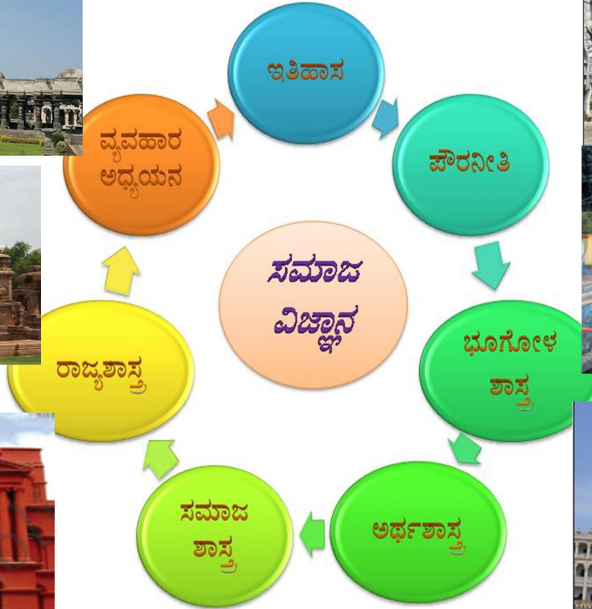 ಇತಿಹಾಸ
ಪೌರನೀತಿ
ಭೂಗೋಳ
ಶಾಸ್ತ್ರ
ಅರ್ಥಶಾಸ್ತ್ರ
ಸಮಾಜ
ಶಾಸ್ತ್ರ
ರಾಜ್ಯಶಾಸ್ತ್ರ
ವ್ಯವಹಾರ
ಅಧ್ಯಯನ
ಸಮಾಜ
ವಿಜ್ಞಾನ